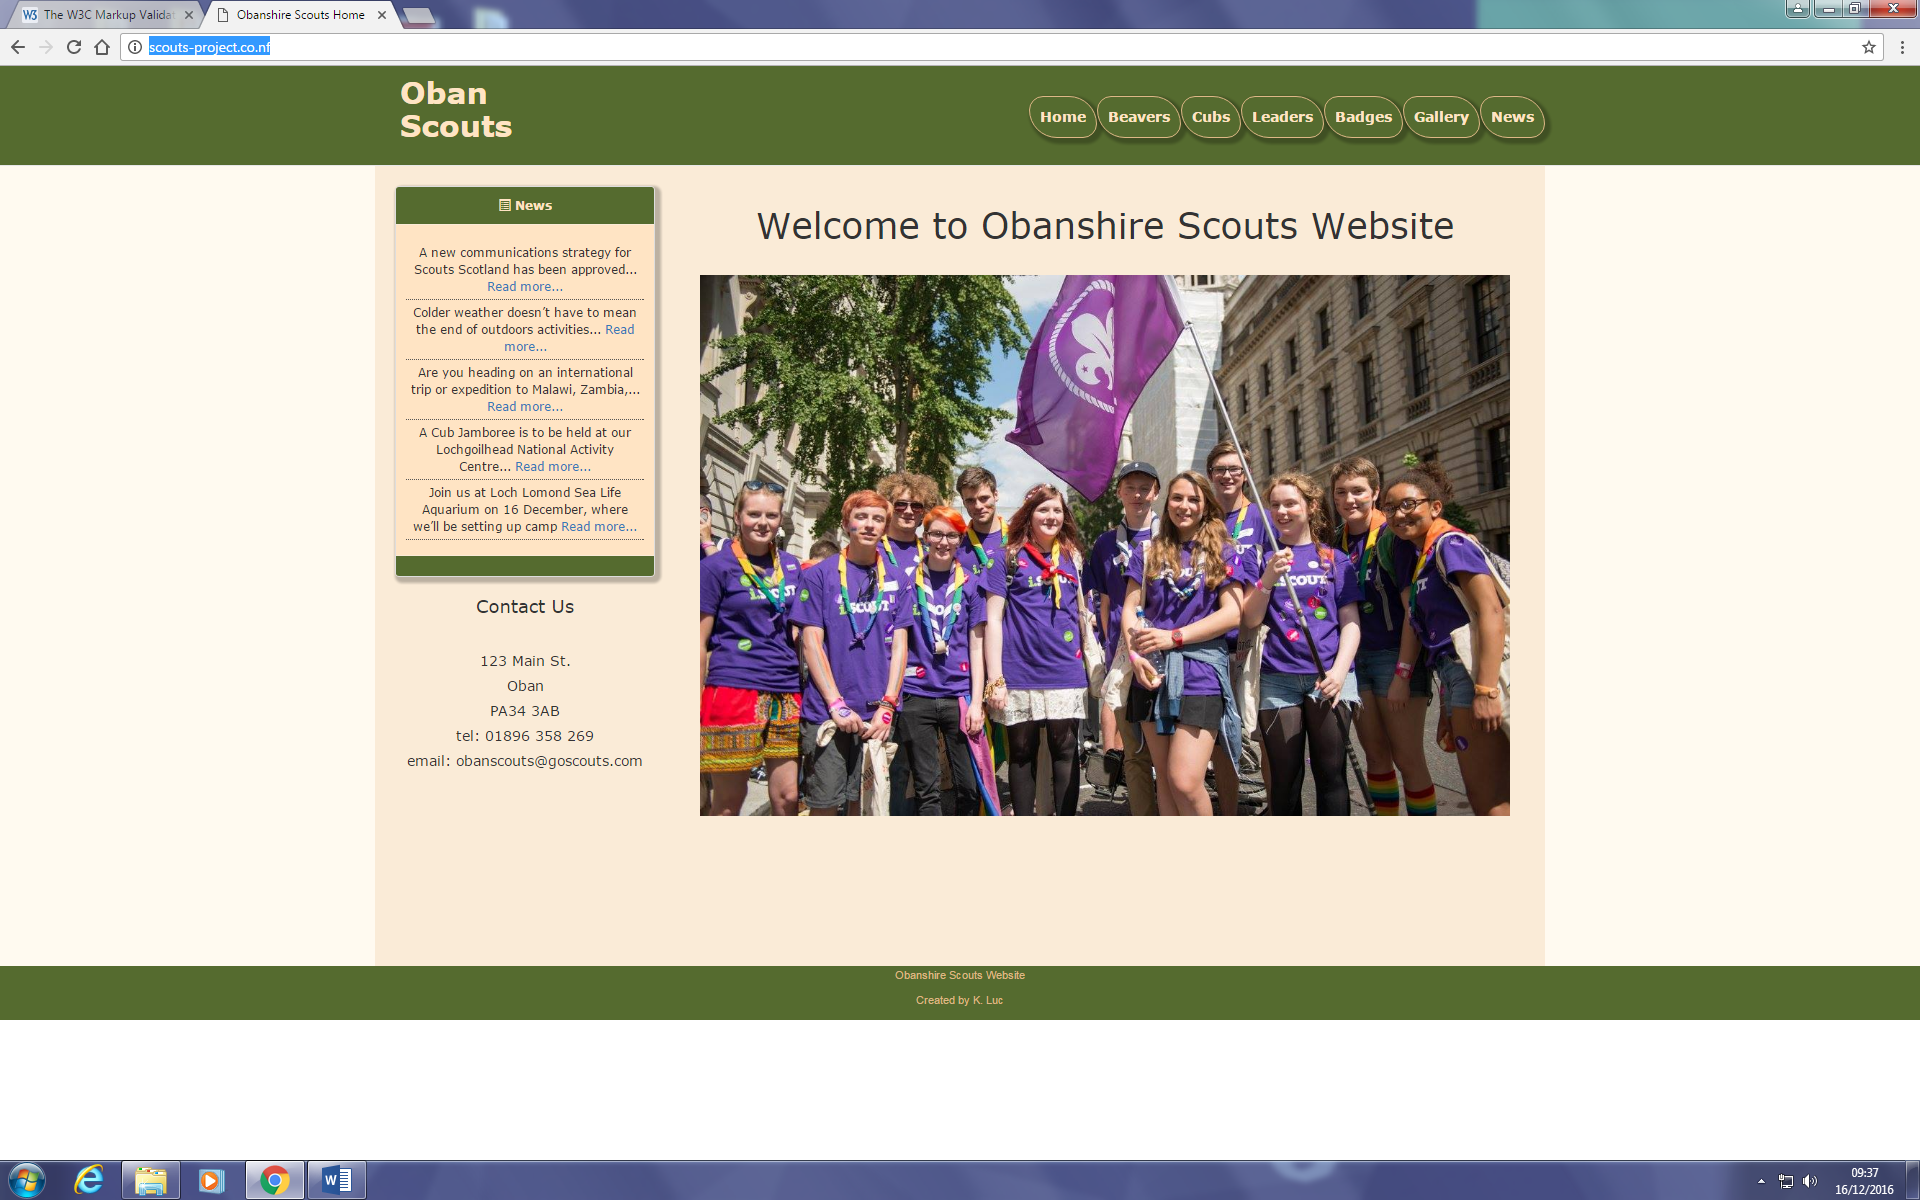 The W3C Markup Validat
Obanshire Scouts Home
scouts-project.co.nf
Oban
Scouts
Home
Beavers
Cubs
Leaders
Badges
Gallery
News
News
A new communications strategy for
Scouts Scotland has been approved...
Read more...
Colder weather doesn't have to mean
the end of outdoors activities... Read
more...
Are you heading on an international
trip or expedition to Malawi, Zambia,...
Read more...
A Cub Jamboree is to be held at our
Lochgoilhead National Activity
Centre... Read more...
Join us at Loch Lomond Sea Life
Aquarium on 16 December, where
we'll be setting up camp Read more...
Contact Us
123 Main St.
Oban
PA34 3AB
tel: 01896 358 269
email: obanscouts@goscouts.com
Welcome to Obanshire Scouts Website
i.SCOUT
Obanshire Scouts Website
Created by K. Luc
09:37
16/12/2016